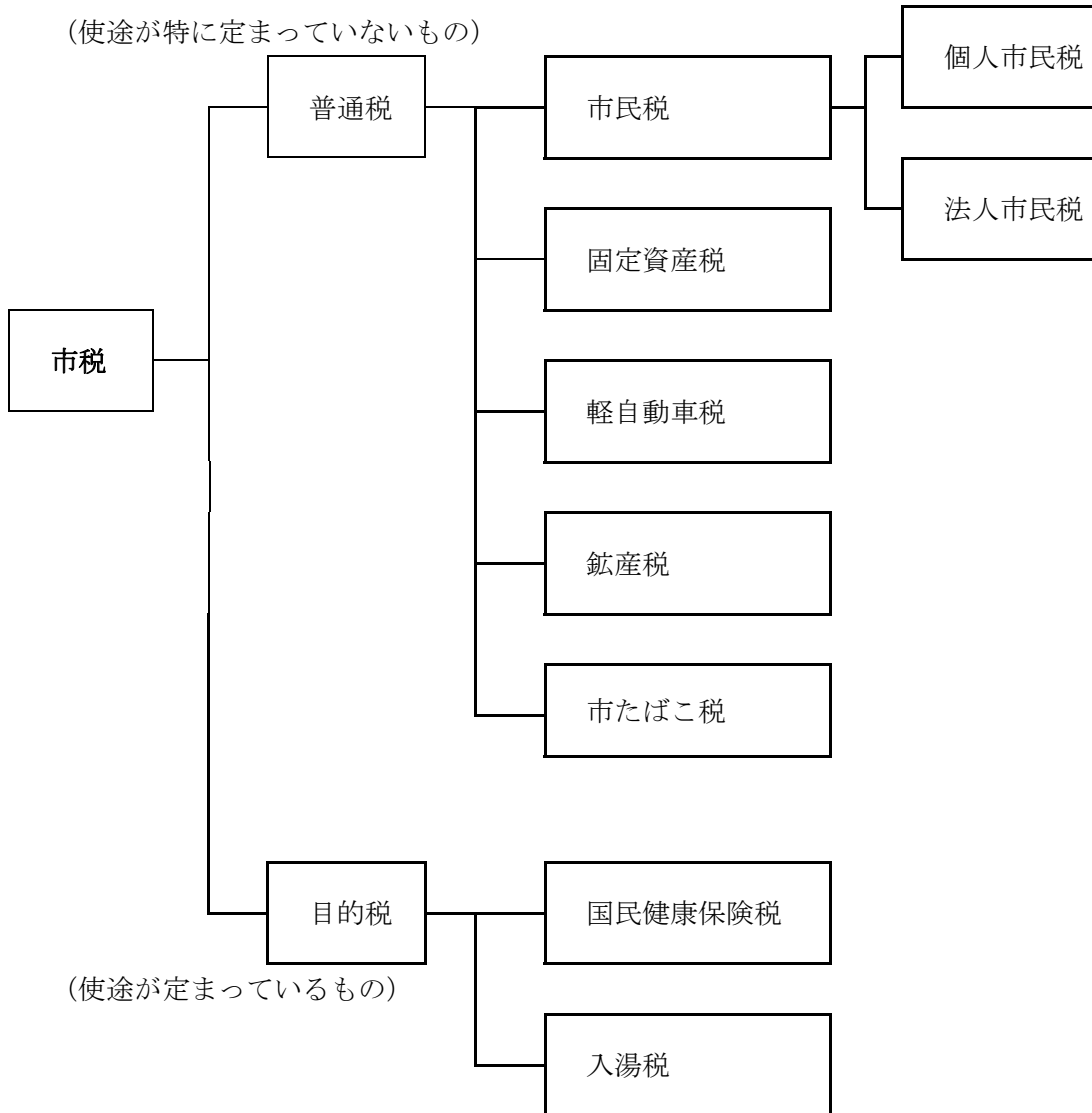 （使途が特に定まっていないもの）
個人市民税
普通税
市民税
法人市民税
固定資産税
市税
軽自動車税
鉱産税
市たばこ税
目的税
国民健康保険税
（使途が定まっているもの）
入湯税